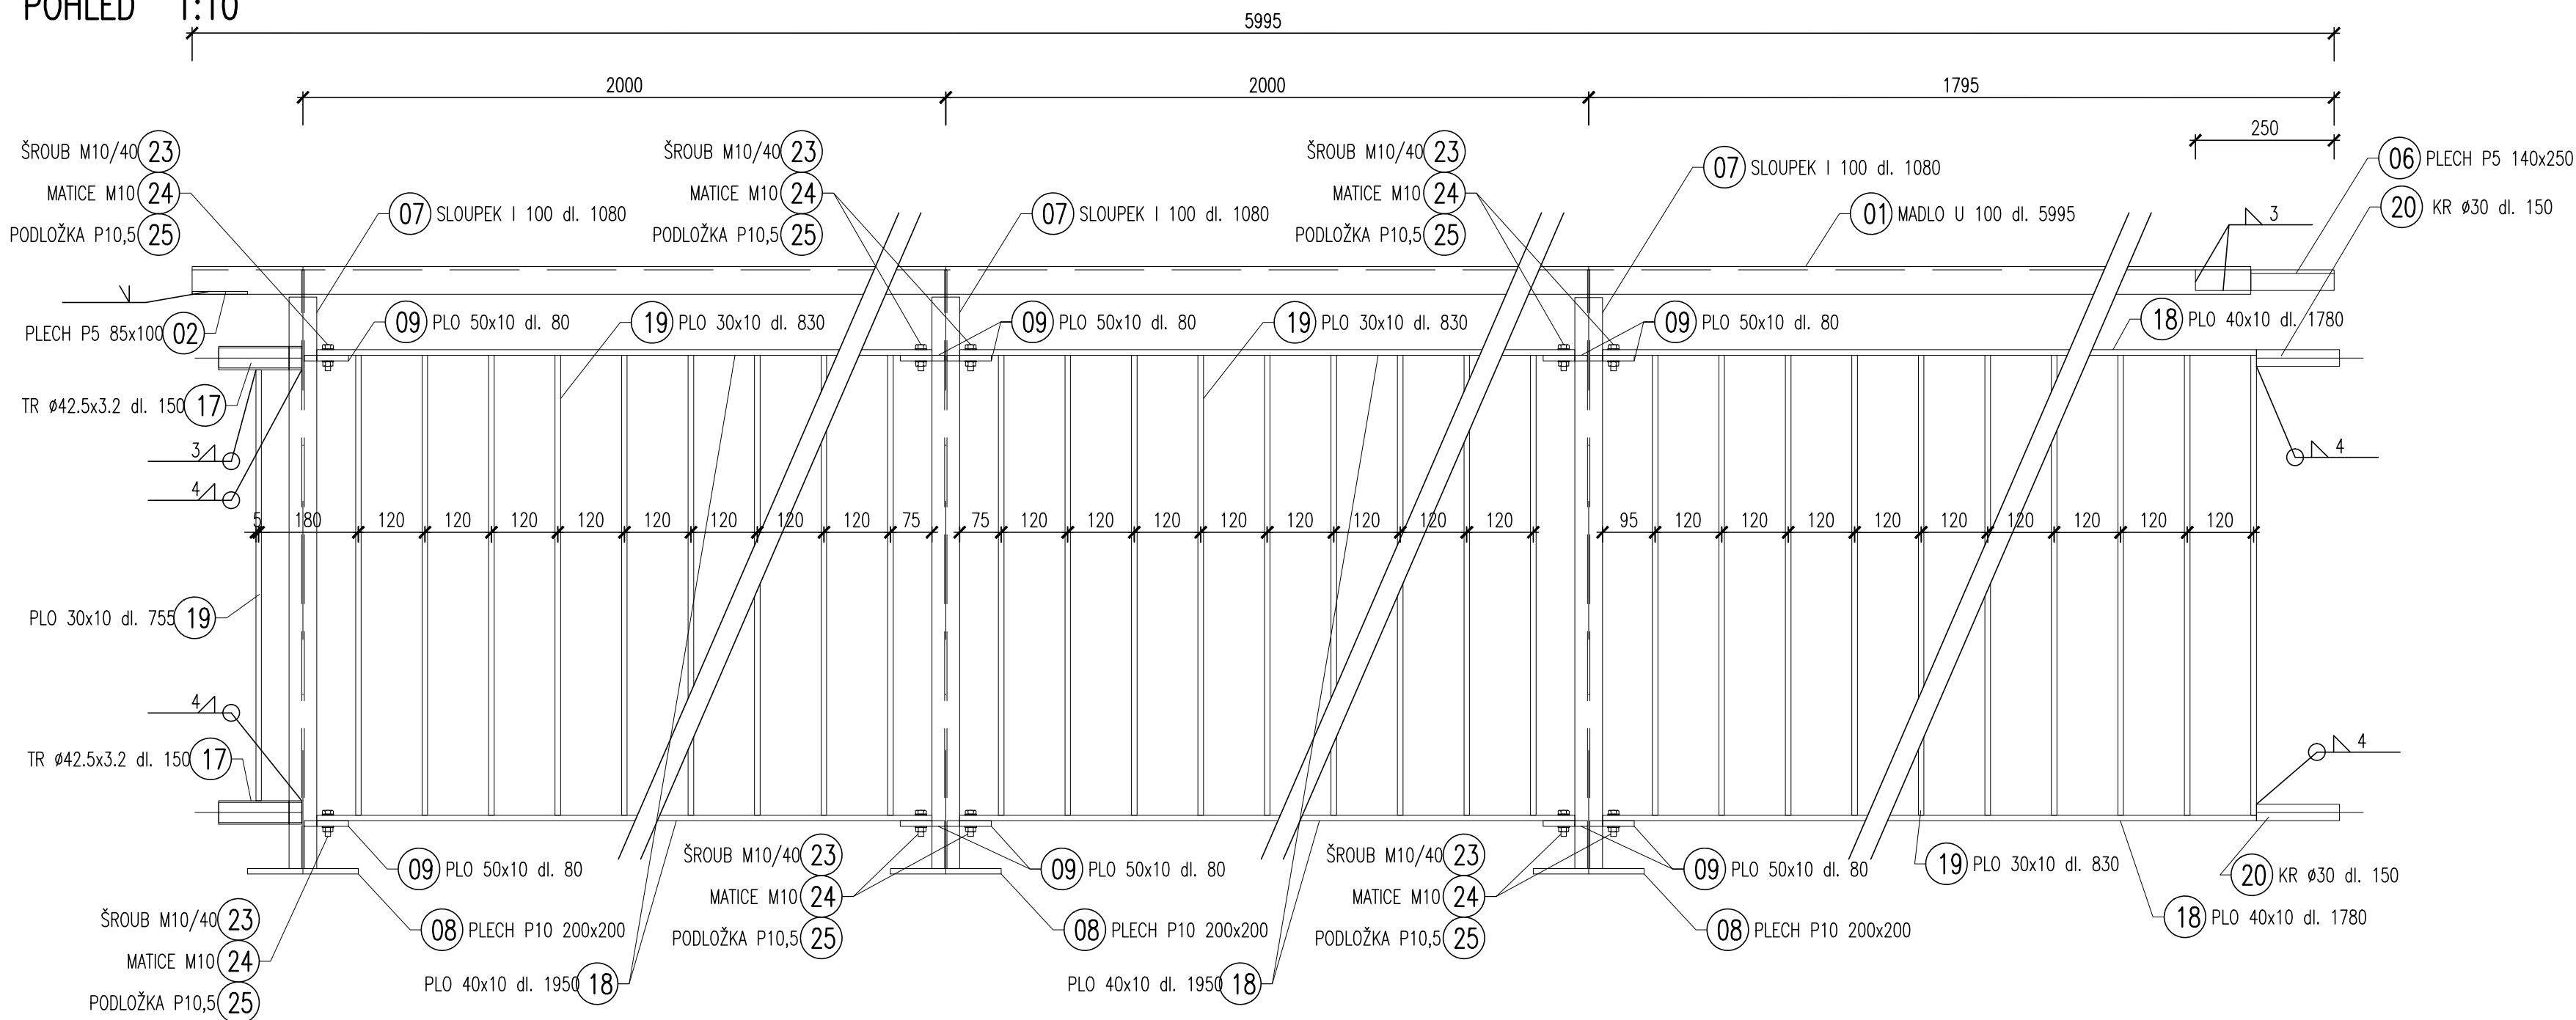 POHLED 1:10
5995
2000
2000
1795
250
ŠROUB M10/40 23
MATICE M10 24
PODLOŽKA P10,5 25
07 SLOUPEK I 100 dl. 1080
ŠROUB M10/40 23
MATICE M10 24
PODLOŽKA P10,5 25
07 SLOUPEK I 100 dl. 1080
ŠROUB M10/40 23
MATICE M10 24
PODLOŽKA P10,5 25
07 SLOUPEK I 100 dl. 1080
01 MADLO U 100 dl. 5995
3
06 PLECH P5 140x250
20 KR ø30 dl. 150
PLECH P5 85x100 02
09 PLO 50x10 dl. 80
19 PLO 30x10 dl. 830
09 PLO 50x10 dl. 80
19 PLO 30x10 dl. 830
09 PLO 50x10 dl. 80
18 PLO 40x10 dl. 1780
TR ø42.5x3.2 dl. 150 17
3
4
4
5 180 120 120 120 120 120 120 120 120 75
75 120 120 120 120 120 120 120 120
95 120 120 120 120 120 120 120 120 120
PLO 30x10 dl. 755 19
4
4
TR ø42.5x3.2 dl. 150 17
09 PLO 50x10 dl. 80
ŠROUB M10/40 23
MATICE M10 24
PODLOŽKA P10,5 25
09 PLO 50x10 dl. 80
ŠROUB M10/40 23
MATICE M10 24
PODLOŽKA P10,5 25
09 PLO 50x10 dl. 80
19 PLO 30x10 dl. 830
20 KR ø30 dl. 150
ŠROUB M10/40 23
MATICE M10 24
PODLOŽKA P10,5 25
08 PLECH P10 200x200
08 PLECH P10 200x200
08 PLECH P10 200x200
18 PLO 40x10 dl. 1780
PLO 40x10 dl. 1950 18
PLO 40x10 dl. 1950 18